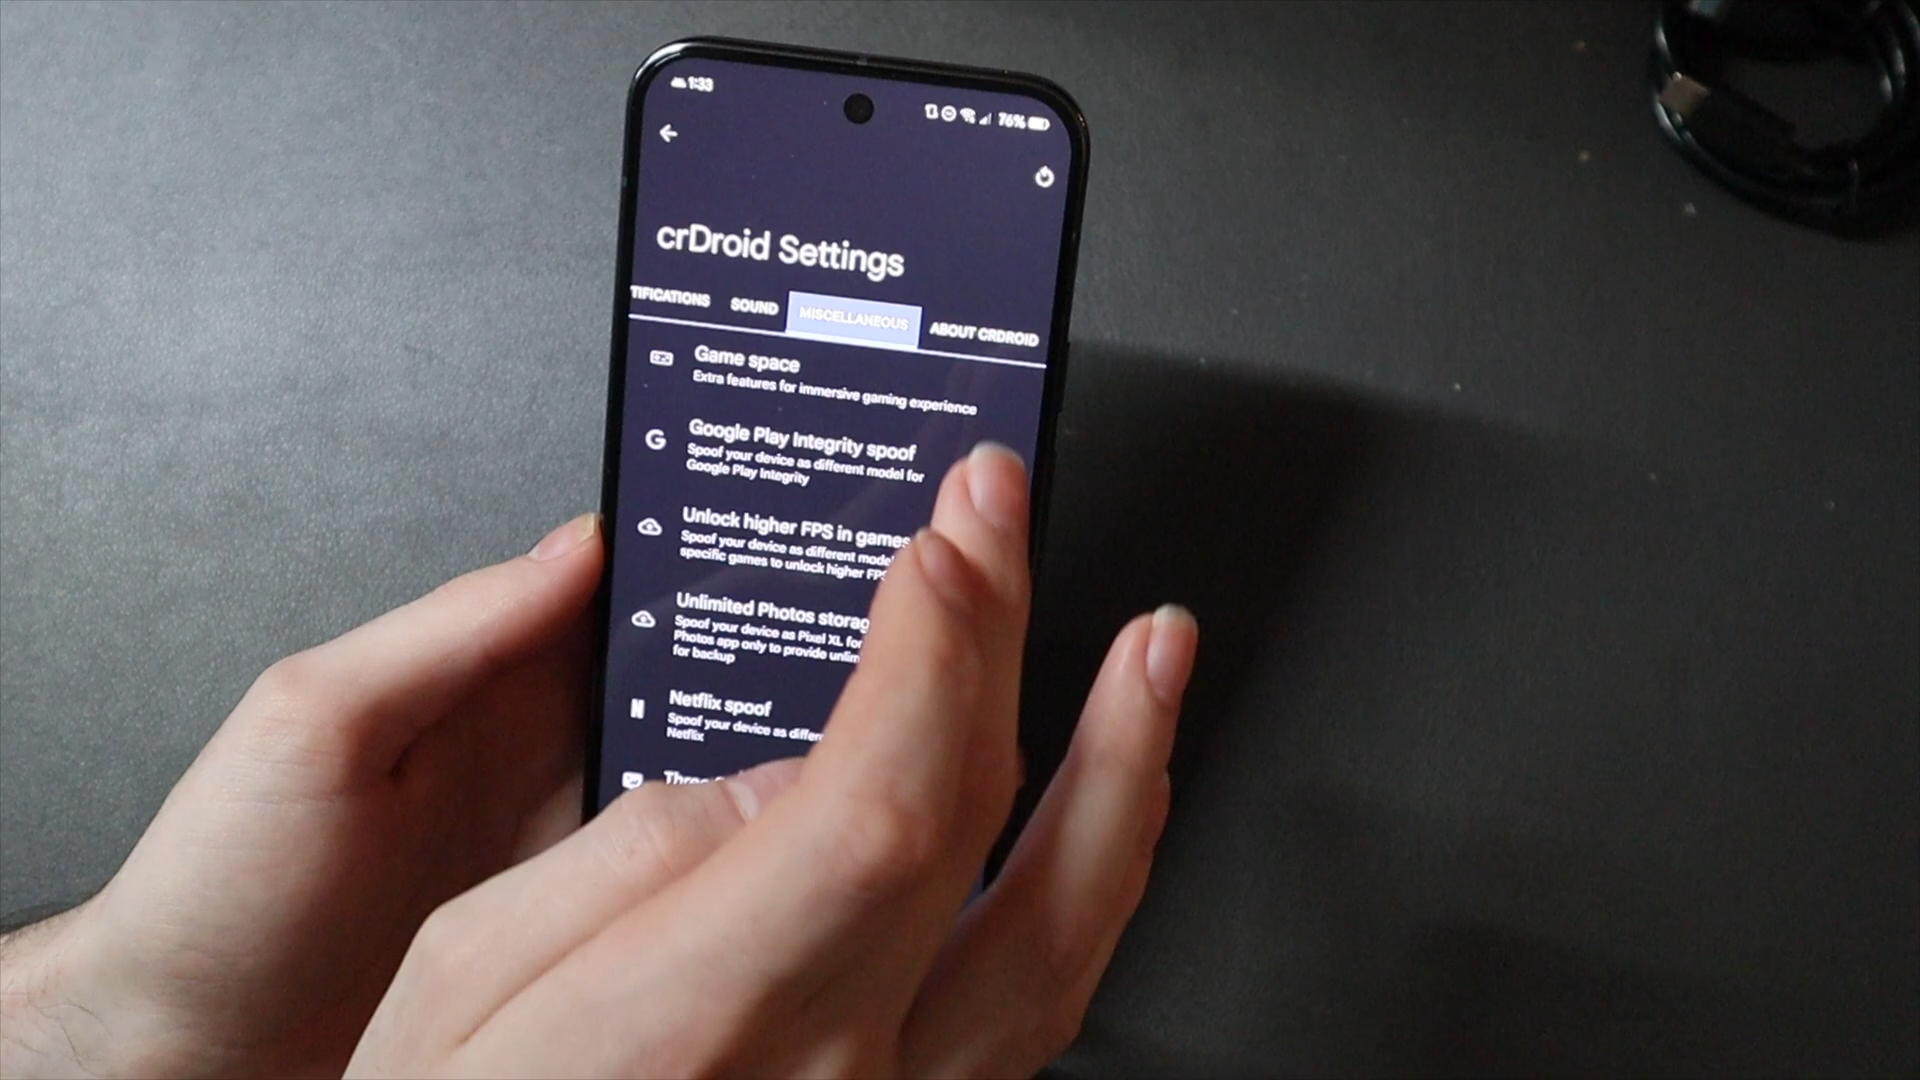 1:33
76%
crDroid Settings
TIFICATIONS SOUND MISCELLANEOUS ABOUT CRDROID
Game space
Extra features for immersive gaming experience
Google Play Integrity spoof
Spoof your device as different model for
Google Play Integrity
Unlock higher FPS in games
Spoof your device as different model
specific games to unlock higher FPS
Unlimited Photos storag
Spoof your device as Pixel XL for
Photos app only to provide unlim
for backup
Netflix spoof
Spoof your device as differen
Netflix
Three